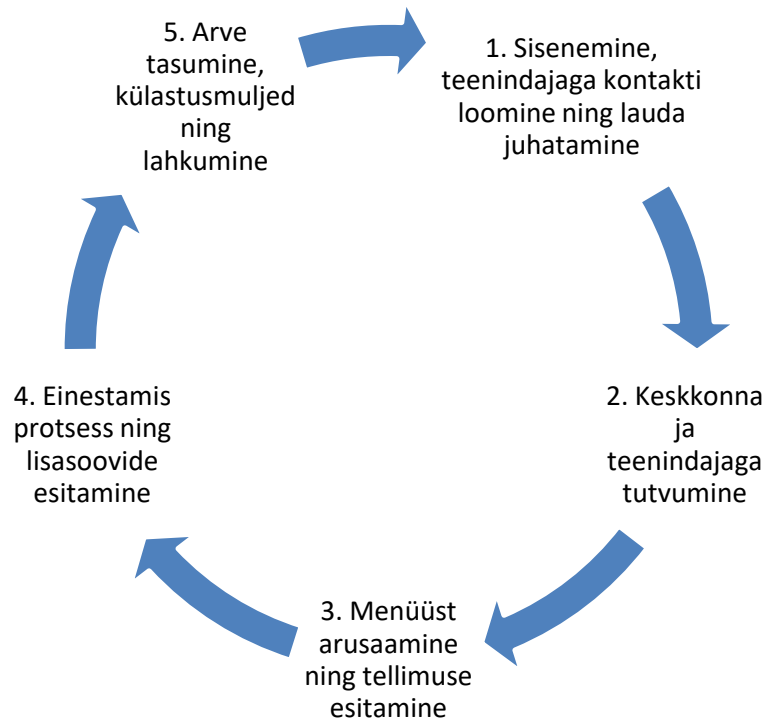 1. Sisenemine,
teenindajaga kontakti
loomine ning lauda
juhatamine
2. Keskkonna
ja
teenindajaga
tutvumine
3. Menüüst
arusaamine
ning tellimuse
esitamine
4. Einestamis
protsess ning
lisasoovide
esitamine
5. Arve
tasumine,
külastusmuljed
ning
lahkumine